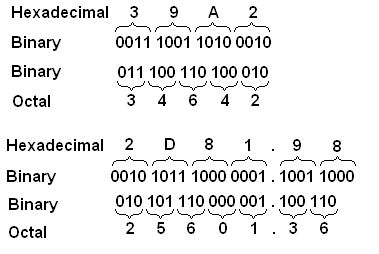 Hexadecimal 3 9 A 2
Binary 0011 1001 1010 0010
Binary 011 100 110 100 010
Octal 3 4 6 4 2
Hexadecimal 2 D 8 1 . 9 8
Binary 0010 1011 1000 0001 . 1001 1000
Binary 010 101 110 000 001 . 100 110
Octal 2 5 6 0 1 . 3 6